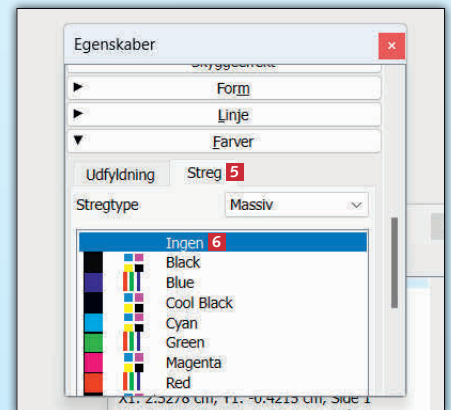 Egenskaber
Skyggeeffekt
Form
Linje
Farver
Udfyldning Streg 5
Stregtype Massiv
Ingen 6
Black
Blue
Cool Black
Cyan
Green
Magenta
Red
X1: 2.5278 cm, Y1: -0.4215 cm, Side 1